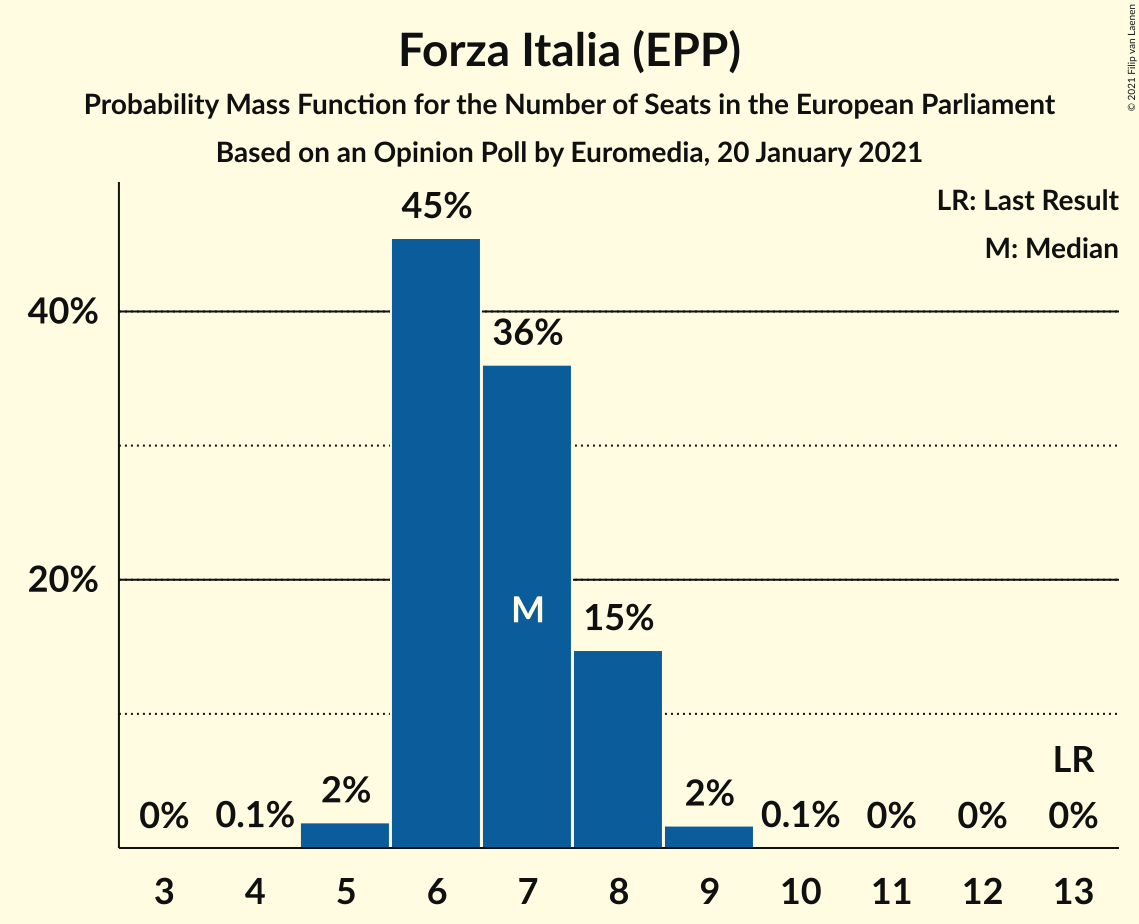 Forza Italia (EPP)
Probability Mass Function for the Number of Seats in the European Parliament
Based on an Opinion Poll by Euromedia, 20 January 2021
© 2021 Filip van Laenen
LR: Last Result
M: Median
45%
40%
36%
20%
M
15%
LR
0%
0.1%
2%
2%
0.1%
0%
0%
0%
3 4 5 6 7 8 9 10 11 12 13